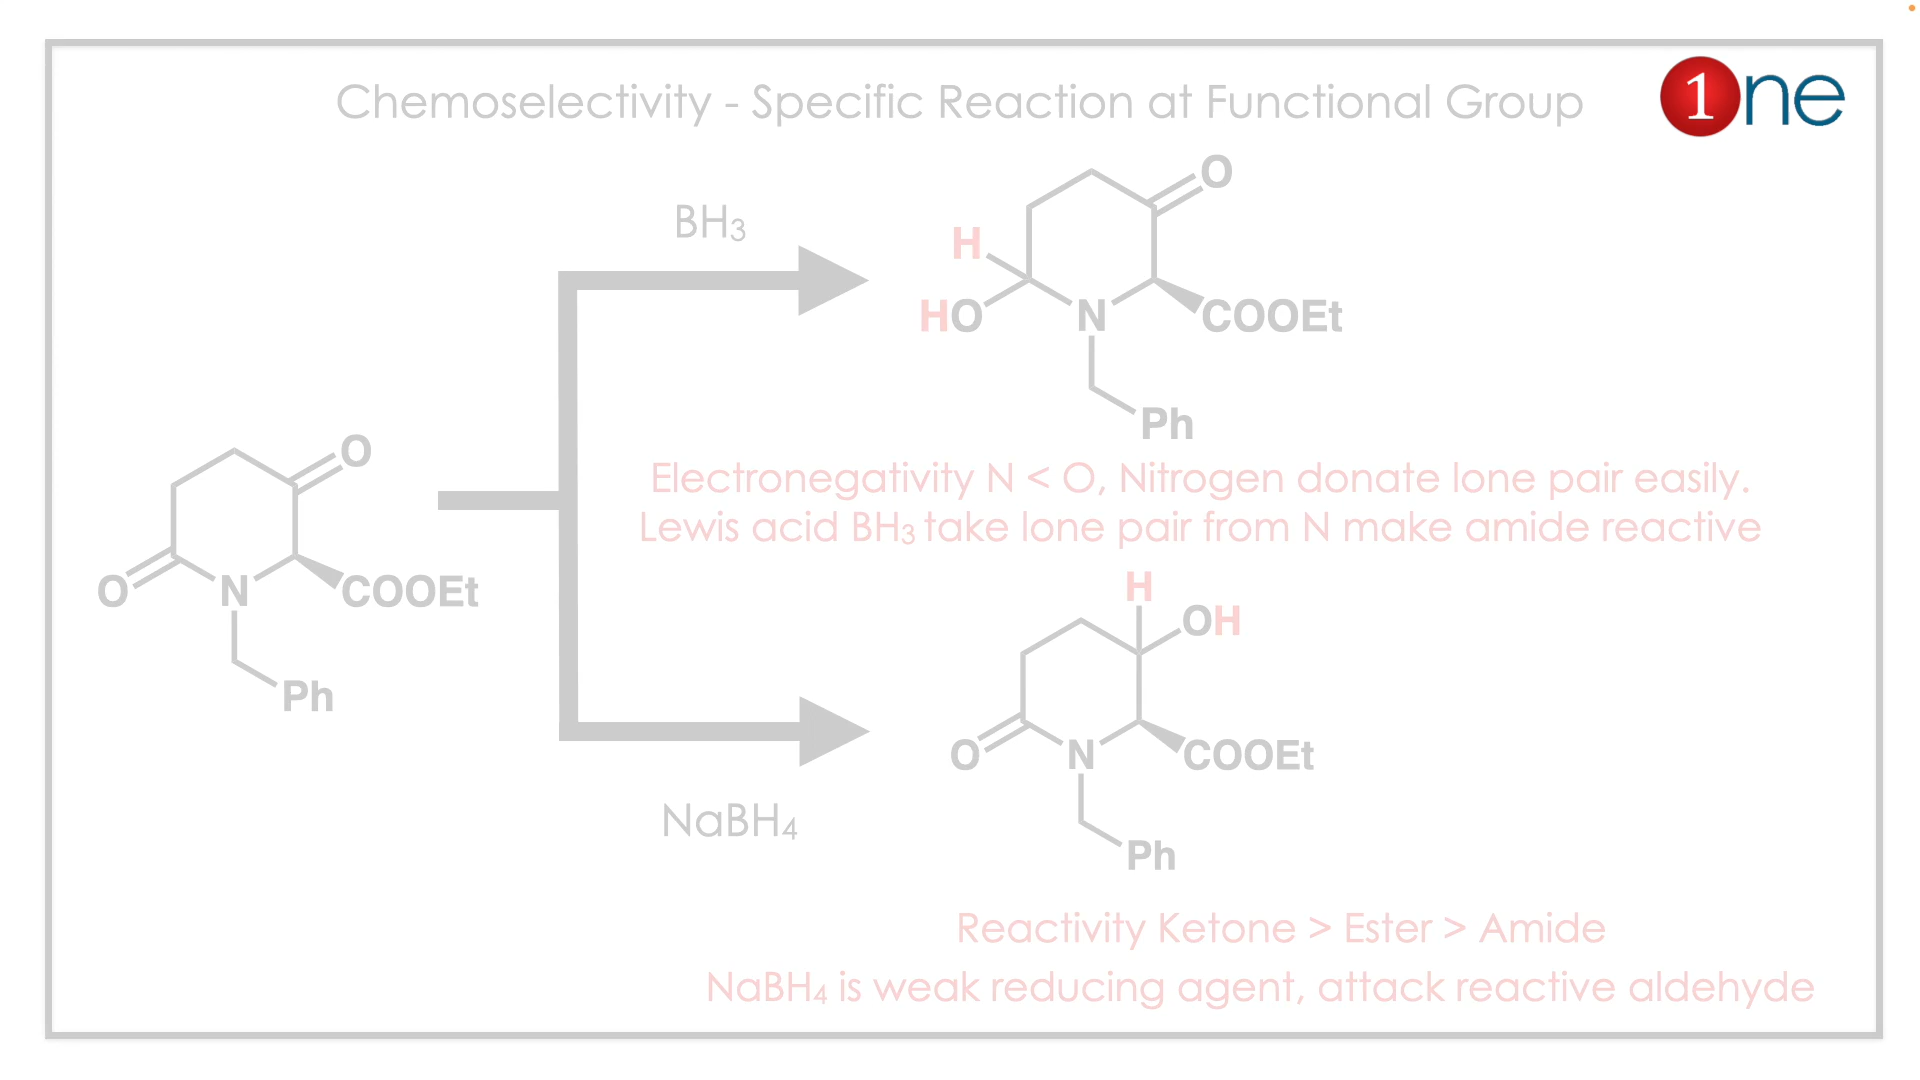 Chemoselectivity - Specific Reaction at Functional Group
1ne
BH₃
O
H
HO
N
COOEt
Ph
Electronegativity N < O, Nitrogen donate lone pair easily.
Lewis acid BH₃ take lone pair from N make amide reactive
O
O
N
COOEt
Ph
H
OH
O
N
COOEt
Ph
NaBH₄
Reactivity Ketone > Ester > Amide
NaBH₄ is weak reducing agent, attack reactive aldehyde